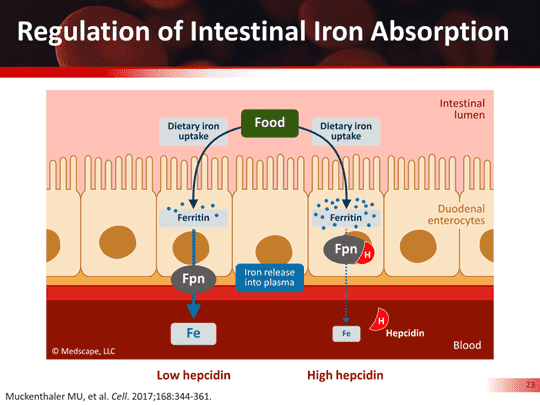 Regulation of Intestinal Iron Absorption
Intestinal
lumen
Food
Dietary iron
uptake
Dietary iron
uptake
Duodenal
enterocytes
Ferritin
Ferritin
Fpn
H
Fpn
Iron release
into plasma
Fe
Fe
H
Hepcidin
Blood
© Medscape, LLC
Low hepcidin
High hepcidin
23
Muckenthaler MU, et al. Cell. 2017;168:344-361.